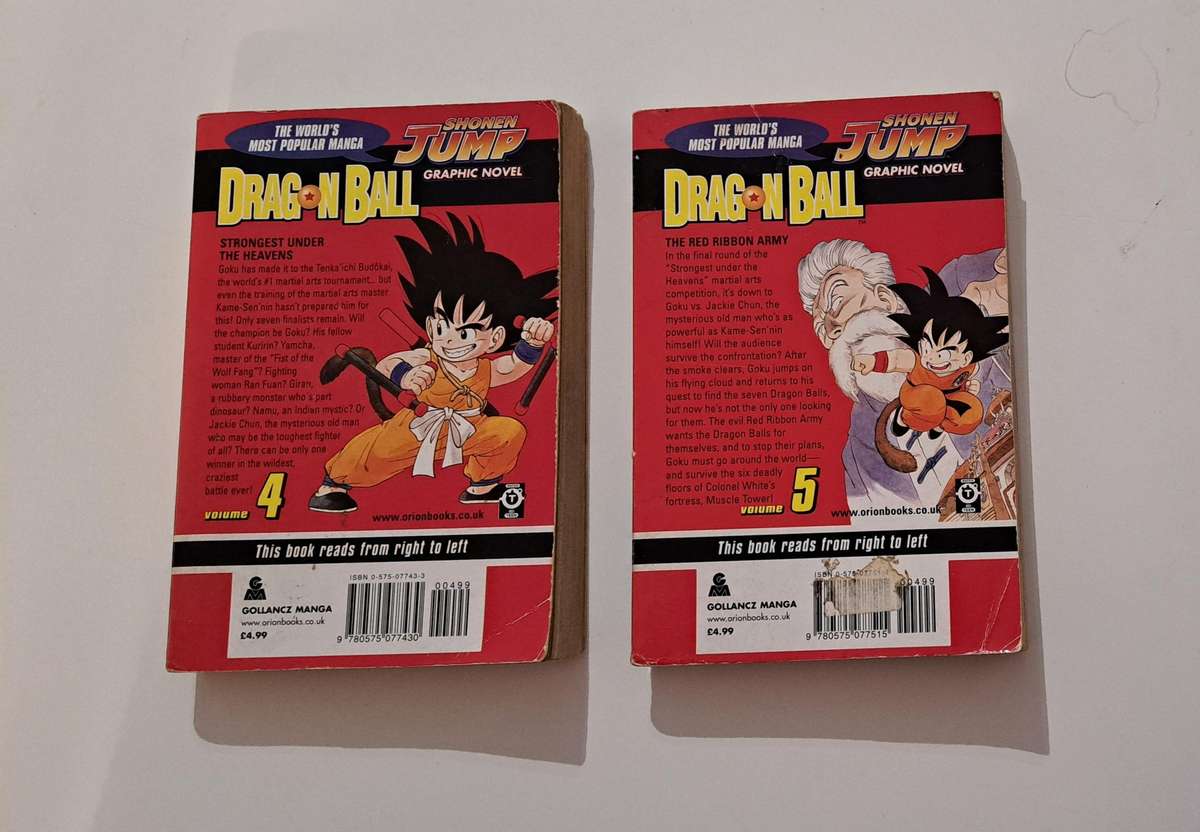 THE WORLD'S
MOST POPULAR MANGA
SHONEN
JUMP
GRAPHIC NOVEL
DRAGON BALL
STRONGEST UNDER
THE HEAVENS
Goku has made it to the Tenka'ichi Budôkai,
the world's #1 martial arts tournament... but
even the training of the martial arts master
Kame-Sen'nin hasn't prepared him for
this! Only seven finalists remain. Will
the champion be Goku? His fellow
student Kuririn? Yamcha,
master of the "Fist of the
Wolf Fang"? Fighting
woman Ran Fuan? Giran,
a rubbery monster who's part
dinosaur? Namu, an Indian mystic? Or
Jackie Chun, the mysterious old man
who may be the toughest fighter
of all? There can be only one
winner in the wildest,
craziest
battle ever!
VOLUME 4
www.orionbooks.co.uk
T
TEEN
This book reads from right to left
GM
GOLLANCZ MANGA
www.orionbooks.co.uk
£4.99
ISBN 0-575-07743-3
00499
9 780575 077430
THE WORLD'S
MOST POPULAR MANGA
SHONEN
JUMP
GRAPHIC NOVEL
DRAGON BALL™
THE RED RIBBON ARMY
In the final round of the
"Strongest under the
Heavens" martial arts
competition, it's down to
Goku vs. Jackie Chun, the
mysterious old man who's as
powerful as Kame-Sen'nin
himself! Will the audience
survive the confrontation? After
the smoke clears, Goku jumps on
his flying cloud and returns to his
quest to find the seven Dragon Balls,
but now he's not the only one looking
for them. The evil Red Ribbon Army
wants the Dragon Balls for
themselves, and to stop their plans,
Goku must go around the world—
and survive the six deadly
floors of Colonel White's
fortress, Muscle Tower!
VOLUME 5
www.orionbooks.co.uk
T
TEEN
This book reads from right to left
GM
GOLLANCZ MANGA
www.orionbooks.co.uk
£4.99
ISBN 0-575-
00499
9 780575 077515